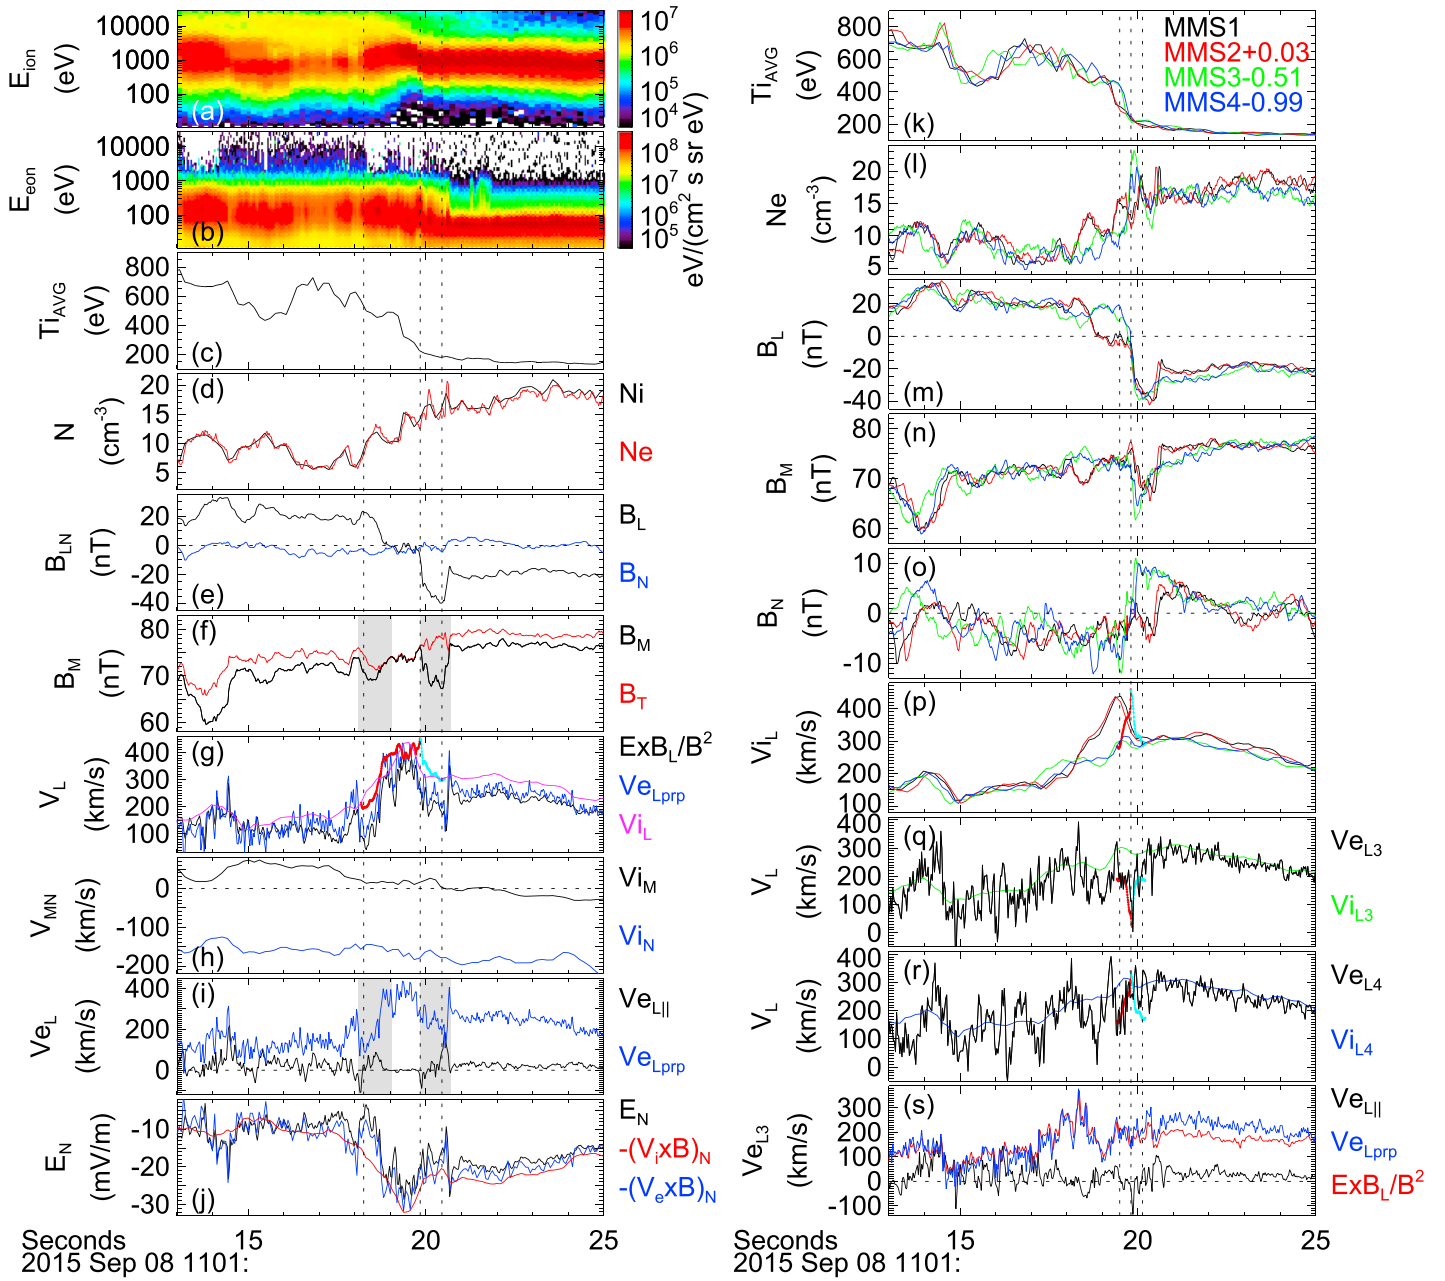 E_ion (eV)
10000
1000
100
(a)
10^7
10^6
10^5
10^4
E_eon (eV)
10000
1000
100
(b)
10^8
10^7
10^6
10^5
eV/(cm^2 s sr eV)
Ti_AVG (eV)
800
600
400
200
(c)
N (cm^-3)
20
15
10
5
(d)
Ni
Ne
B_LN (nT)
20
0
-20
-40
(e)
B_L
B_N
B_M (nT)
80
70
60
(f)
B_M
B_T
V_L (km/s)
400
300
200
100
(g)
ExB_L/B^2
Ve_Lprp
Vi_L
V_MN (km/s)
0
-100
-200
(h)
Vi_M
Vi_N
Ve_L (km/s)
400
200
0
(i)
Ve_L||
Ve_Lprp
E_N (mV/m)
-10
-20
-30
(j)
E_N
-(V_ixB)_N
-(V_exB)_N
Seconds 15 20 25
2015 Sep 08 1101:
Ti_AVG (eV)
800
600
400
200
(k)
MMS1
MMS2+0.03
MMS3-0.51
MMS4-0.99
Ne (cm^-3)
20
15
10
5
(l)
B_L (nT)
20
0
-20
-40
(m)
B_M (nT)
80
70
60
(n)
B_N (nT)
10
0
-10
(o)
Vi_L (km/s)
400
300
200
100
(p)
V_L (km/s)
400
300
200
100
0
(q)
Ve_L3
Vi_L3
V_L (km/s)
400
300
200
100
0
(r)
Ve_L4
Vi_L4
Ve_L3 (km/s)
300
200
100
0
-100
(s)
Ve_L||
Ve_Lprp
ExB_L/B^2
Seconds 15 20 25
2015 Sep 08 1101: